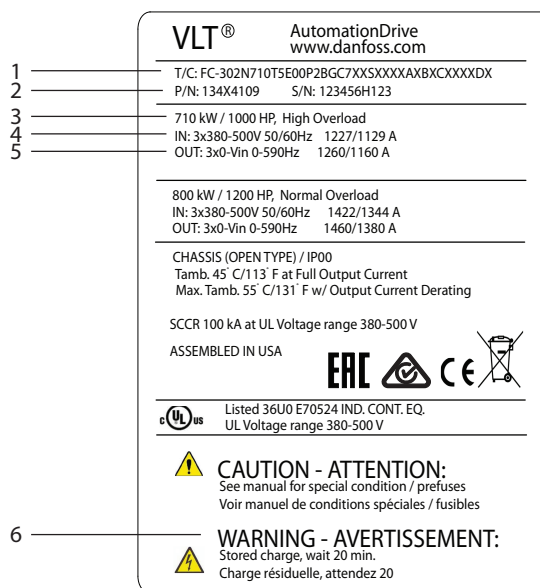 VLT® AutomationDrive
www.danfoss.com
1 T/C: FC-302N710T5E00P2BGC7XXSXXXXAXBXCXXXXDX
2 P/N: 134X4109 S/N: 123456H123
3 710 kW / 1000 HP, High Overload
4 IN: 3x380-500V 50/60Hz 1227/1129 A
5 OUT: 3x0-Vin 0-590Hz 1260/1160 A
800 kW / 1200 HP, Normal Overload
IN: 3x380-500V 50/60Hz 1422/1344 A
OUT: 3x0-Vin 0-590Hz 1460/1380 A
CHASSIS (OPEN TYPE) / IP00
Tamb. 45° C/113° F at Full Output Current
Max. Tamb. 55° C/131° F w/ Output Current Derating
SCCR 100 kA at UL Voltage range 380-500 V
ASSEMBLED IN USA
EAC CE
c UL us Listed 36U0 E70524 IND. CONT. EQ.
UL Voltage range 380-500 V
CAUTION - ATTENTION:
See manual for special condition / prefuses
Voir manuel de conditions spéciales / fusibles
6 WARNING - AVERTISSEMENT:
Stored charge, wait 20 min.
Charge résiduelle, attendez 20